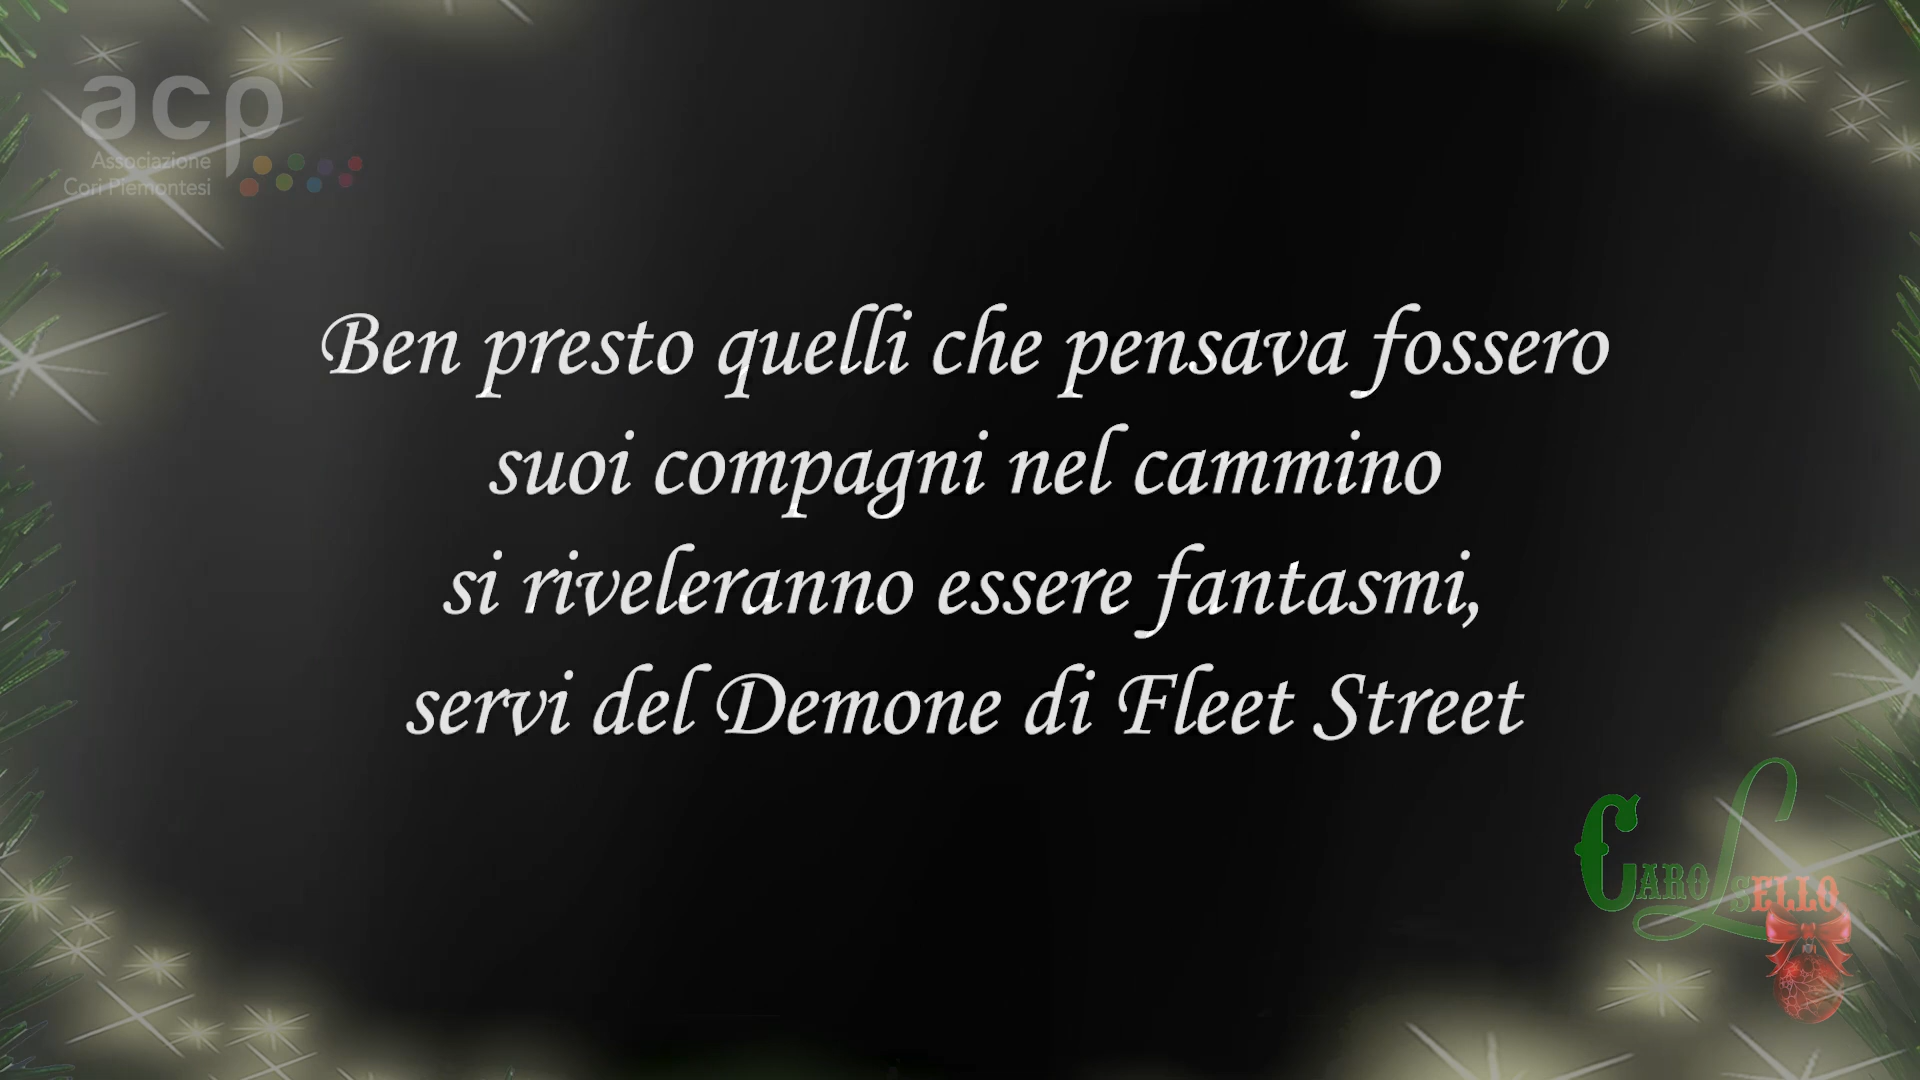 acp
Associazione
Cori Piemontesi
Ben presto quelli che pensava fossero
suoi compagni nel cammino
si riveleranno essere fantasmi,
servi del Demone di Fleet Street
CAROLSELLO